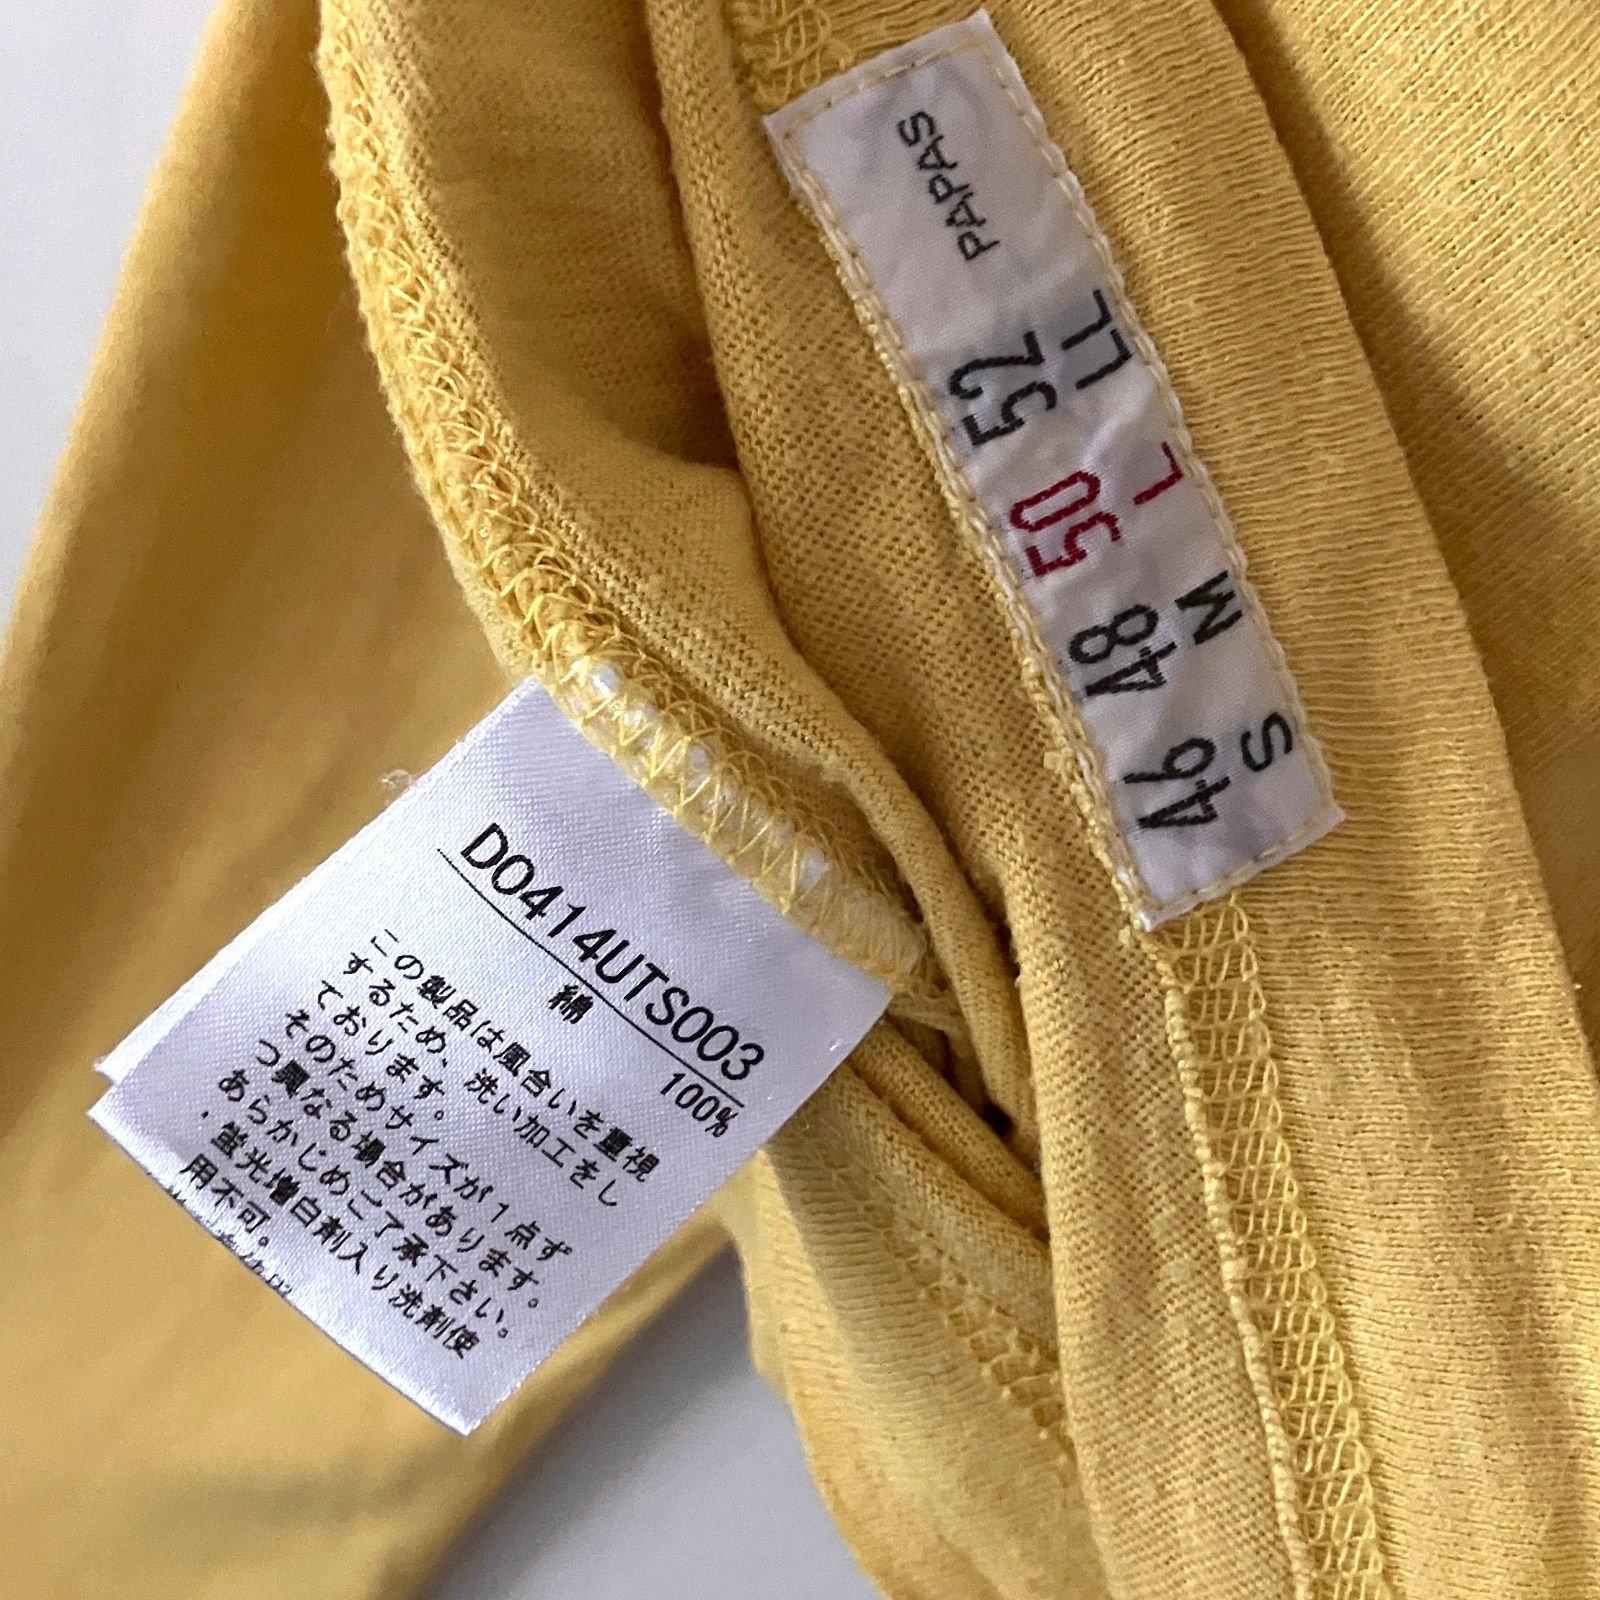 PAPAS
46 48 50 52
S M L LL
DO414UTS003
綿 100%
この製品は風合いを重視
するため、洗い加工をし
ております。
そのためサイズが1点ず
つ異なる場合があります。
あらかじめご了承下さい。
・蛍光増白剤入り洗剤使
用不可。